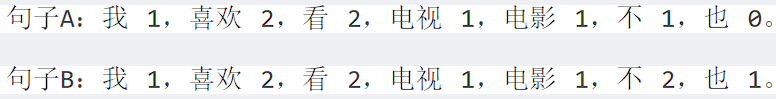 句子A: 我 1, 喜欢 2, 看 2, 电视 1, 电影 1, 不 1, 也 0。
句子B: 我 1, 喜欢 2, 看 2, 电视 1, 电影 1, 不 2, 也 1。